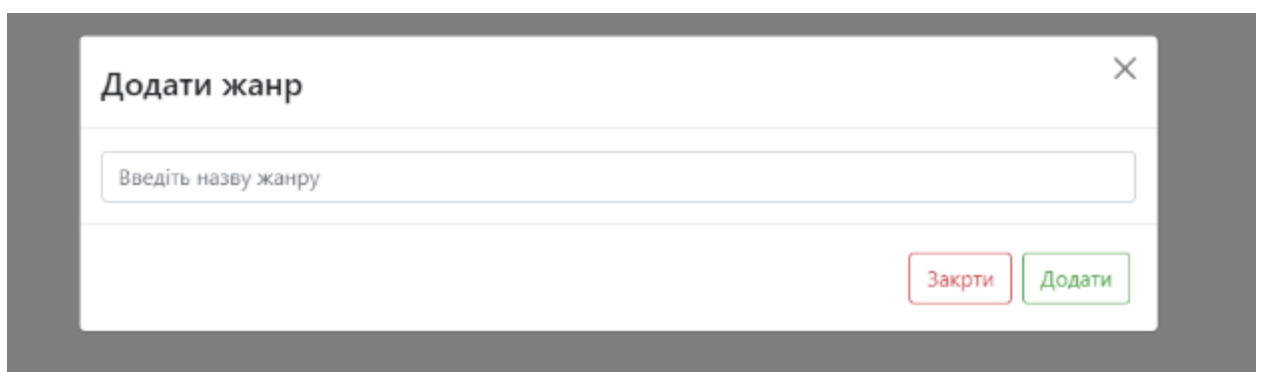 Додати жанр
Введіть назву жанру
Закрти Додати